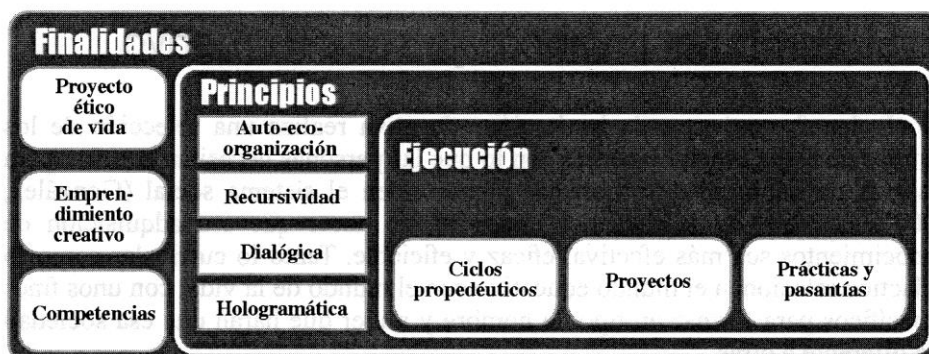 Finalidades
Proyecto
ético
de vida
Empren-
dimiento
creativo
Competencias
Principios
Auto-eco-
organización
Recursividad
Dialógica
Hologramática
Ejecución
Ciclos
propedéuticos
Proyectos
Prácticas y
pasantías